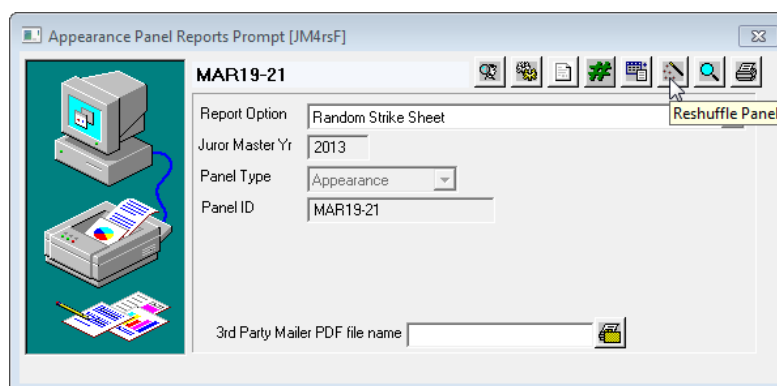 Appearance Panel Reports Prompt [JM4rsF]
MAR19-21
Reshuffle Panel
Report Option Random Strike Sheet
Juror Master Yr 2013
Panel Type Appearance
Panel ID MAR19-21
3rd Party Mailer PDF file name